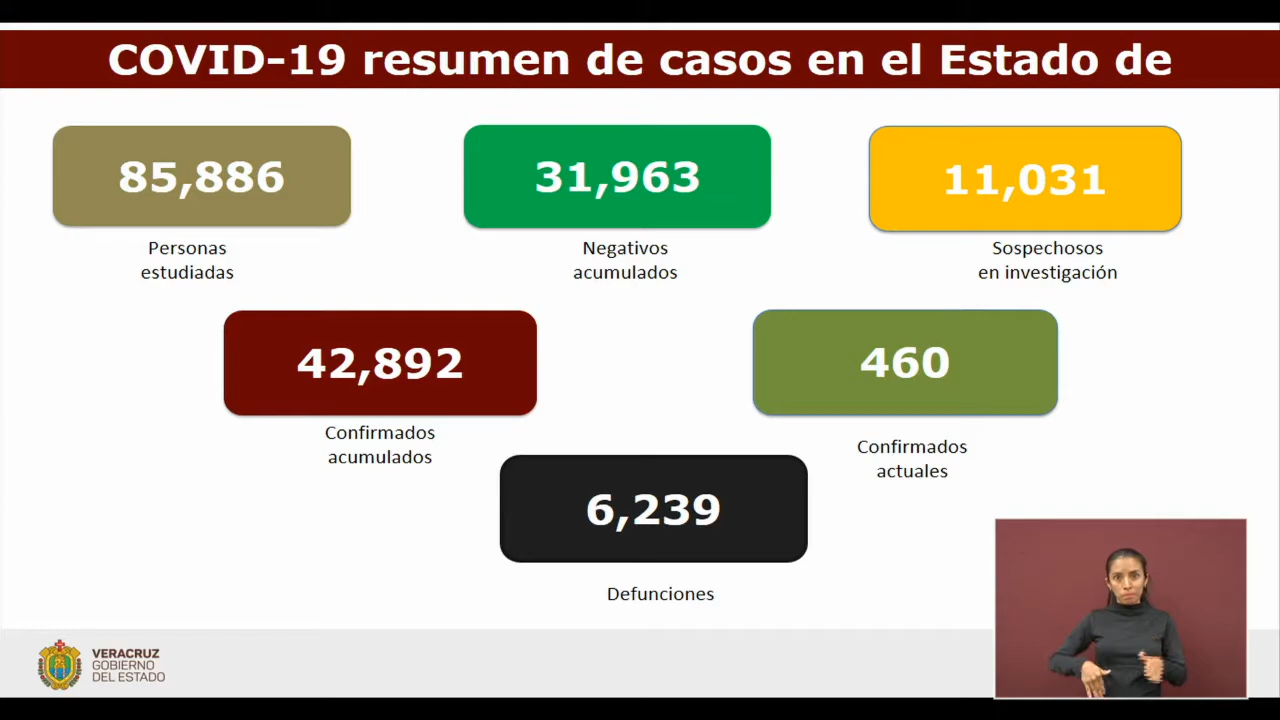 COVID-19 resumen de casos en el Estado de
85,886
31,963
11,031
Personas
estudiadas
Negativos
acumulados
Sospechosos
en investigación
42,892
460
Confirmados
acumulados
Confirmados
actuales
6,239
Defunciones
VERACRUZ
GOBIERNO
DEL ESTADO